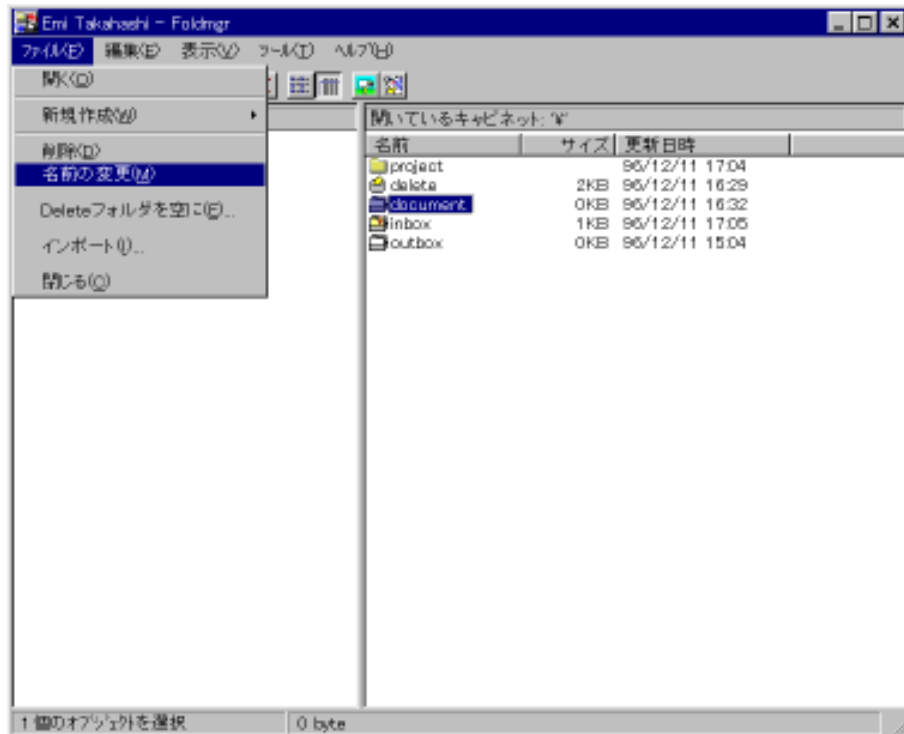 Emi Takahashi - Foldmgr
ファイル(F) 編集(E) 表示(V) ツール(T) ヘルプ(H)
開く(O)
新規作成(W)
削除(D)
名前の変更(M)
Deleteフォルダを空に(E)...
インポート(I)...
閉じる(C)
開いているキャビネット: '¥'
名前 サイズ 更新日時
project 96/12/11 17:04
delete 2KB 96/12/11 16:29
document 0KB 96/12/11 16:32
inbox 1KB 96/12/11 17:05
outbox 0KB 96/12/11 15:04
1 個のオブジェクトを選択 0 byte